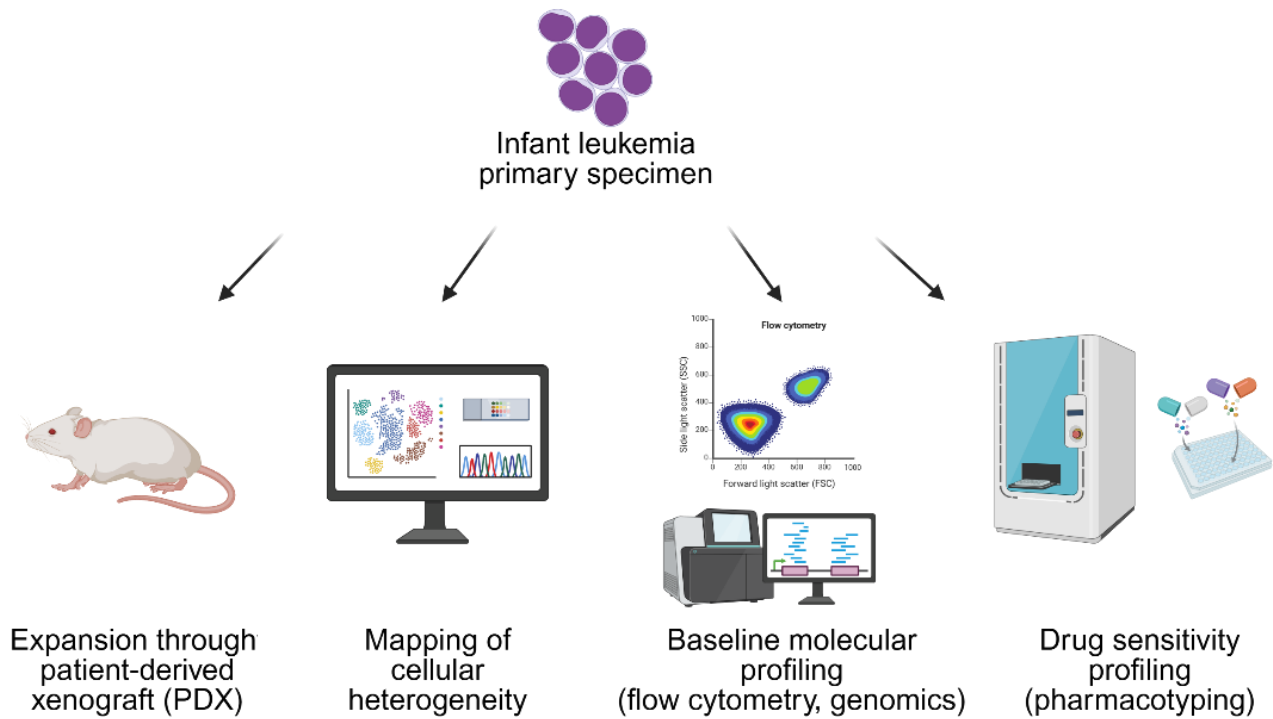 Infant leukemia
primary specimen
Flow cytometry
Side light scatter (SSC)
1000
800
600
400
200
0
0 200 400 600 800 1000
Forward light scatter (FSC)
Expansion through
patient-derived
xenograft (PDX)
Mapping of
cellular
heterogeneity
Baseline molecular
profiling
(flow cytometry, genomics)
Drug sensitivity
profiling
(pharmacotyping)